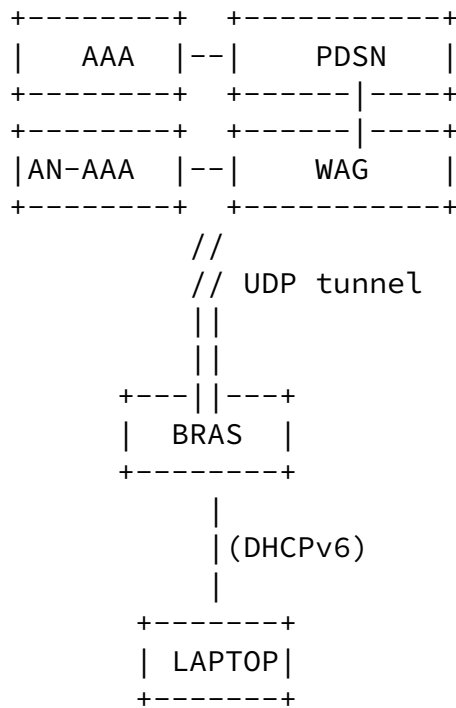 AAA PDSN
AN-AAA WAG
UDP tunnel
BRAS
(DHCPv6)
LAPTOP